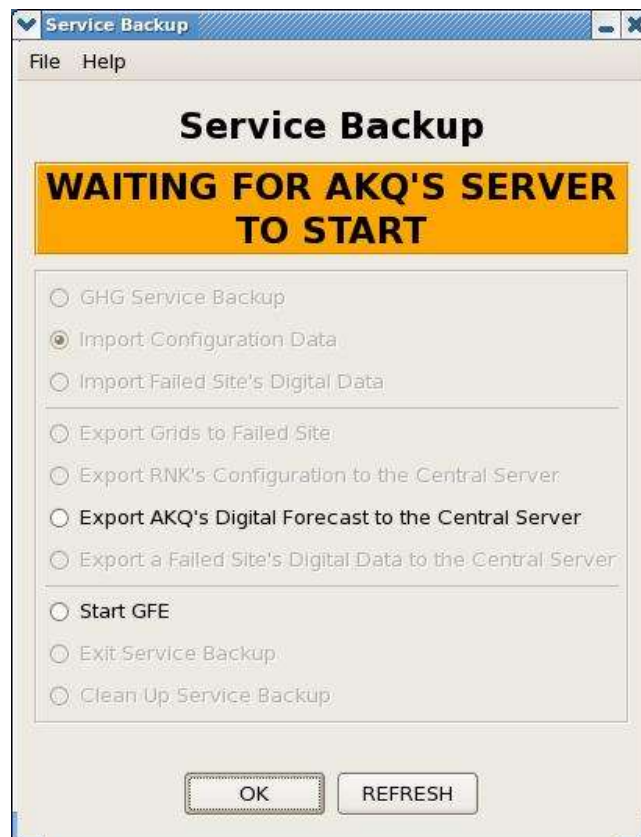 Service Backup
File Help
Service Backup
WAITING FOR AKQ'S SERVER
TO START
GHG Service Backup
Import Configuration Data
Import Failed Site's Digital Data
Export Grids to Failed Site
Export RNK's Configuration to the Central Server
Export AKQ's Digital Forecast to the Central Server
Export a Failed Site's Digital Data to the Central Server
Start GFE
Exit Service Backup
Clean Up Service Backup
OK REFRESH